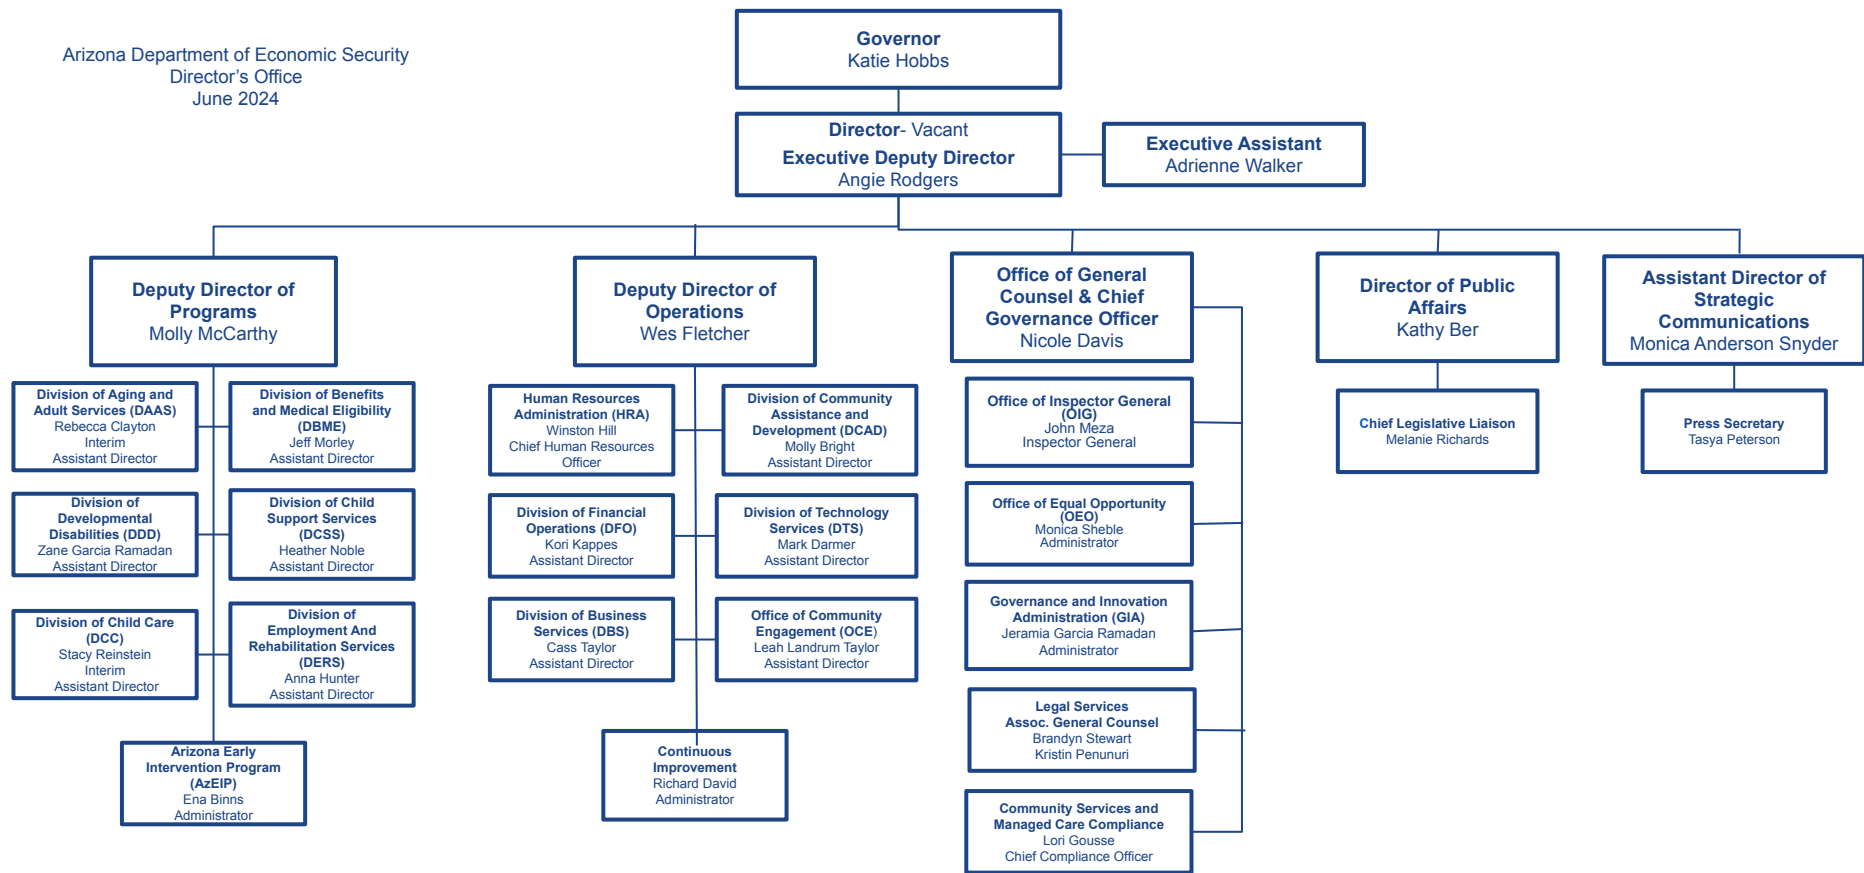 Arizona Department of Economic Security
Director's Office
June 2024
Governor
Katie Hobbs
Director- Vacant
Executive Deputy Director
Angie Rodgers
Executive Assistant
Adrienne Walker
Deputy Director of
Programs
Molly McCarthy
Deputy Director of
Operations
Wes Fletcher
Office of General
Counsel & Chief
Governance Officer
Nicole Davis
Director of Public
Affairs
Kathy Ber
Assistant Director of
Strategic
Communications
Monica Anderson Snyder
Division of Aging and
Adult Services (DAAS)
Rebecca Clayton
Interim
Assistant Director
Division of Benefits
and Medical Eligibility
(DBME)
Jeff Morley
Assistant Director
Division of
Developmental
Disabilities (DDD)
Zane Garcia Ramadan
Assistant Director
Division of Child
Support Services
(DCSS)
Heather Noble
Assistant Director
Division of Child Care
(DCC)
Stacy Reinstein
Interim
Assistant Director
Division of
Employment And
Rehabilitation Services
(DERS)
Anna Hunter
Assistant Director
Arizona Early
Intervention Program
(AzEIP)
Ena Binns
Administrator
Human Resources
Administration (HRA)
Winston Hill
Chief Human Resources
Officer
Division of Community
Assistance and
Development (DCAD)
Molly Bright
Assistant Director
Division of Financial
Operations (DFO)
Kori Kappes
Assistant Director
Division of Technology
Services (DTS)
Mark Darmer
Assistant Director
Division of Business
Services (DBS)
Cass Taylor
Assistant Director
Office of Community
Engagement (OCE)
Leah Landrum Taylor
Assistant Director
Continuous
Improvement
Richard David
Administrator
Office of Inspector General
(OIG)
John Meza
Inspector General
Office of Equal Opportunity
(OEO)
Monica Sheble
Administrator
Governance and Innovation
Administration (GIA)
Jeramia Garcia Ramadan
Administrator
Legal Services
Assoc. General Counsel
Brandyn Stewart
Kristin Penunuri
Community Services and
Managed Care Compliance
Lori Gousse
Chief Compliance Officer
Chief Legislative Liaison
Melanie Richards
Press Secretary
Tasya Peterson